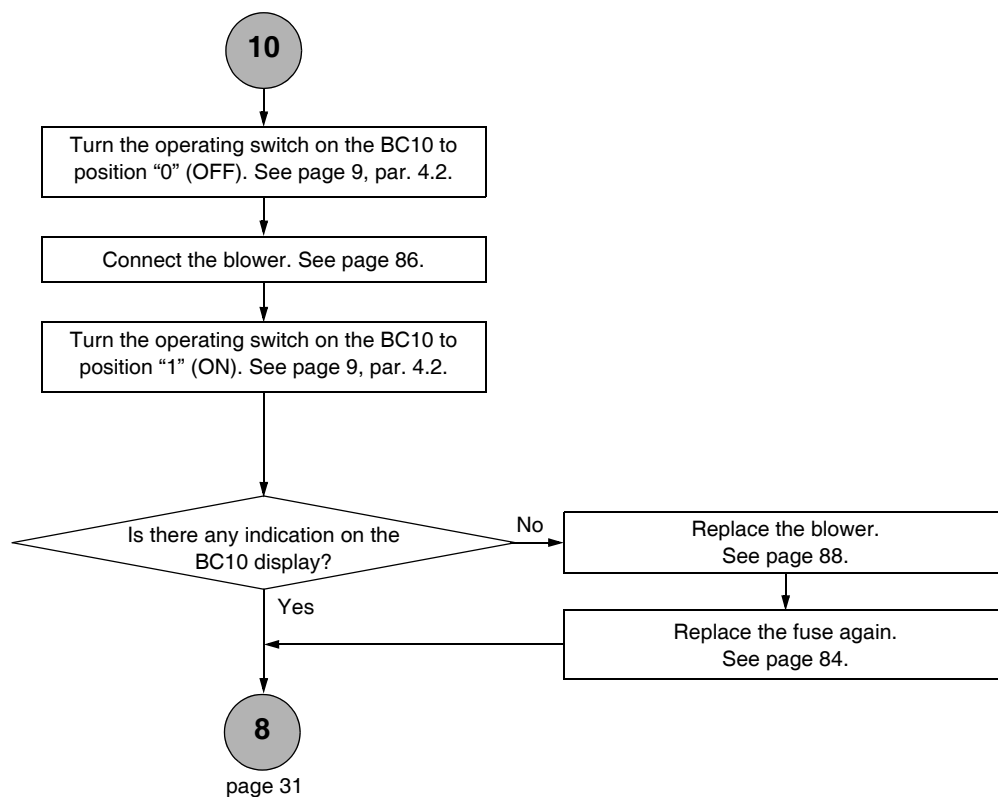 10
Turn the operating switch on the BC10 to
position “0” (OFF). See page 9, par. 4.2.
Connect the blower. See page 86.
Turn the operating switch on the BC10 to
position “1” (ON). See page 9, par. 4.2.
Is there any indication on the
BC10 display?
No
Replace the blower.
See page 88.
Yes
Replace the fuse again.
See page 84.
8
page 31